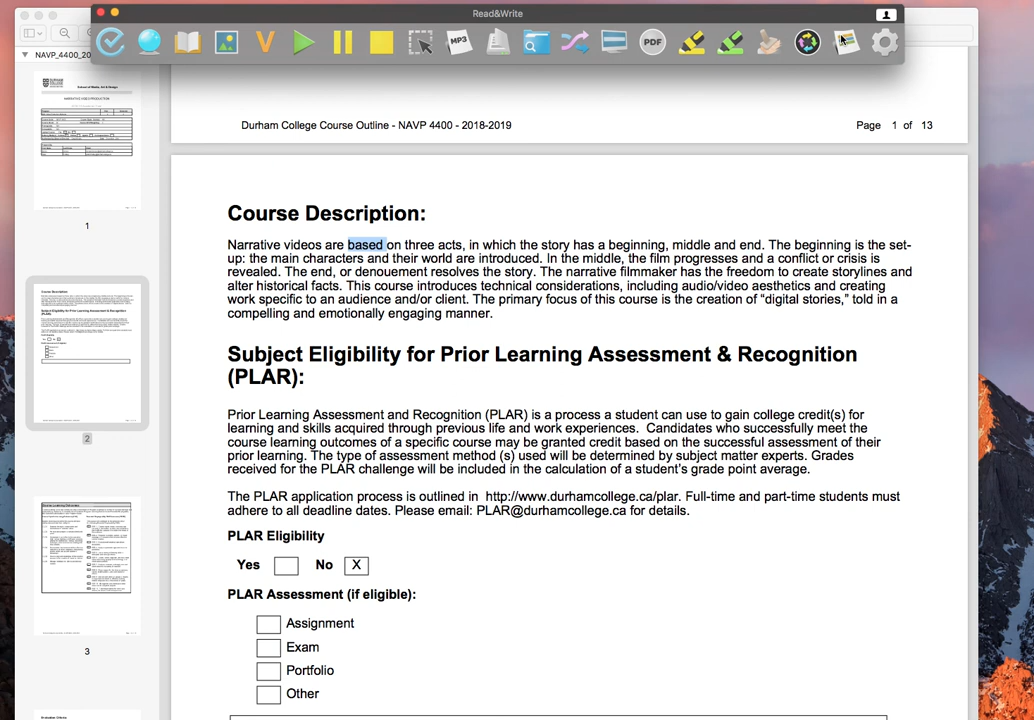 Read&Write
NAVP_4400_20
MP3
PDF
Durham College Course Outline - NAVP 4400 - 2018-2019
Page 1 of 13
Course Description:
Narrative videos are based on three acts, in which the story has a beginning, middle and end. The beginning is the set-
up: the main characters and their world are introduced. In the middle, the film progresses and a conflict or crisis is
revealed. The end, or denouement resolves the story. The narrative filmmaker has the freedom to create storylines and
alter historical facts. This course introduces technical considerations, including audio/video aesthetics and creating
work specific to an audience and/or client. The primary focus of this course is the creation of “digital stories,” told in a
compelling and emotionally engaging manner.
Subject Eligibility for Prior Learning Assessment & Recognition
(PLAR):
Prior Learning Assessment and Recognition (PLAR) is a process a student can use to gain college credit(s) for
learning and skills acquired through previous life and work experiences. Candidates who successfully meet the
course learning outcomes of a specific course may be granted credit based on the successful assessment of their
prior learning. The type of assessment method (s) used will be determined by subject matter experts. Grades
received for the PLAR challenge will be included in the calculation of a student’s grade point average.
The PLAR application process is outlined in http://www.durhamcollege.ca/plar. Full-time and part-time students must
adhere to all deadline dates. Please email: PLAR@durhamcollege.ca for details.
PLAR Eligibility
Yes No X
PLAR Assessment (if eligible):
Assignment
Exam
Portfolio
Other
1
2
3